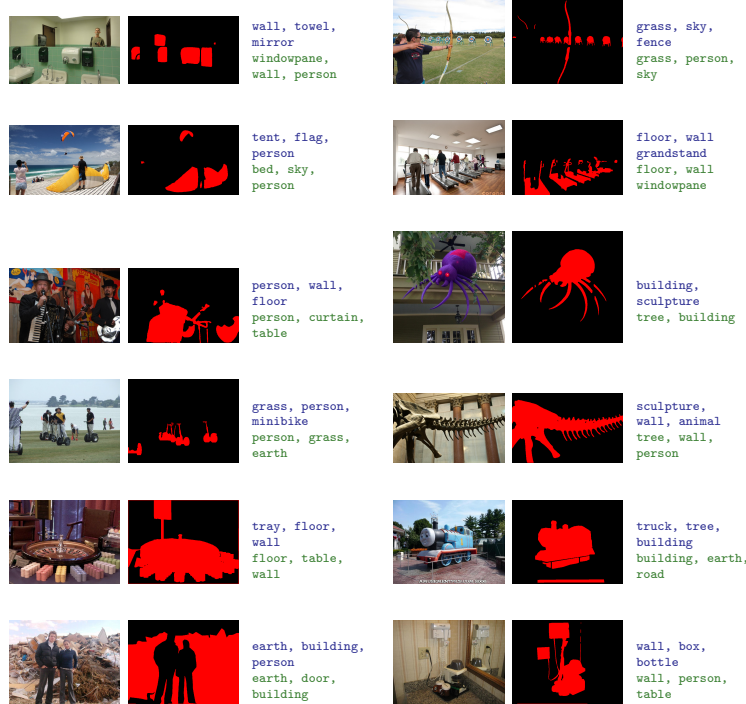 wall, towel,
mirror
windowpane,
wall, person
grass, sky,
fence
grass, person,
sky
tent, flag,
person
bed, sky,
person
floor, wall
grandstand
floor, wall
windowpane
person, wall,
floor
person, curtain,
table
building,
sculpture
tree, building
grass, person,
minibike
person, grass,
earth
sculpture,
wall, animal
tree, wall,
person
tray, floor,
wall
floor, table,
wall
truck, tree,
building
building, earth,
road
earth, building,
person
earth, door,
building
wall, box,
bottle
wall, person,
table